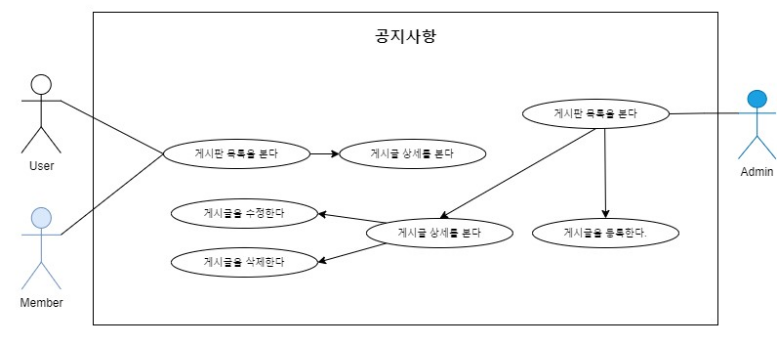 공지사항
User
게시판 목록을 본다
게시글 상세를 본다
게시판 목록을 본다
Admin
Member
게시글을 수정한다
게시글 상세를 본다
게시글을 등록한다.
게시글을 삭제한다